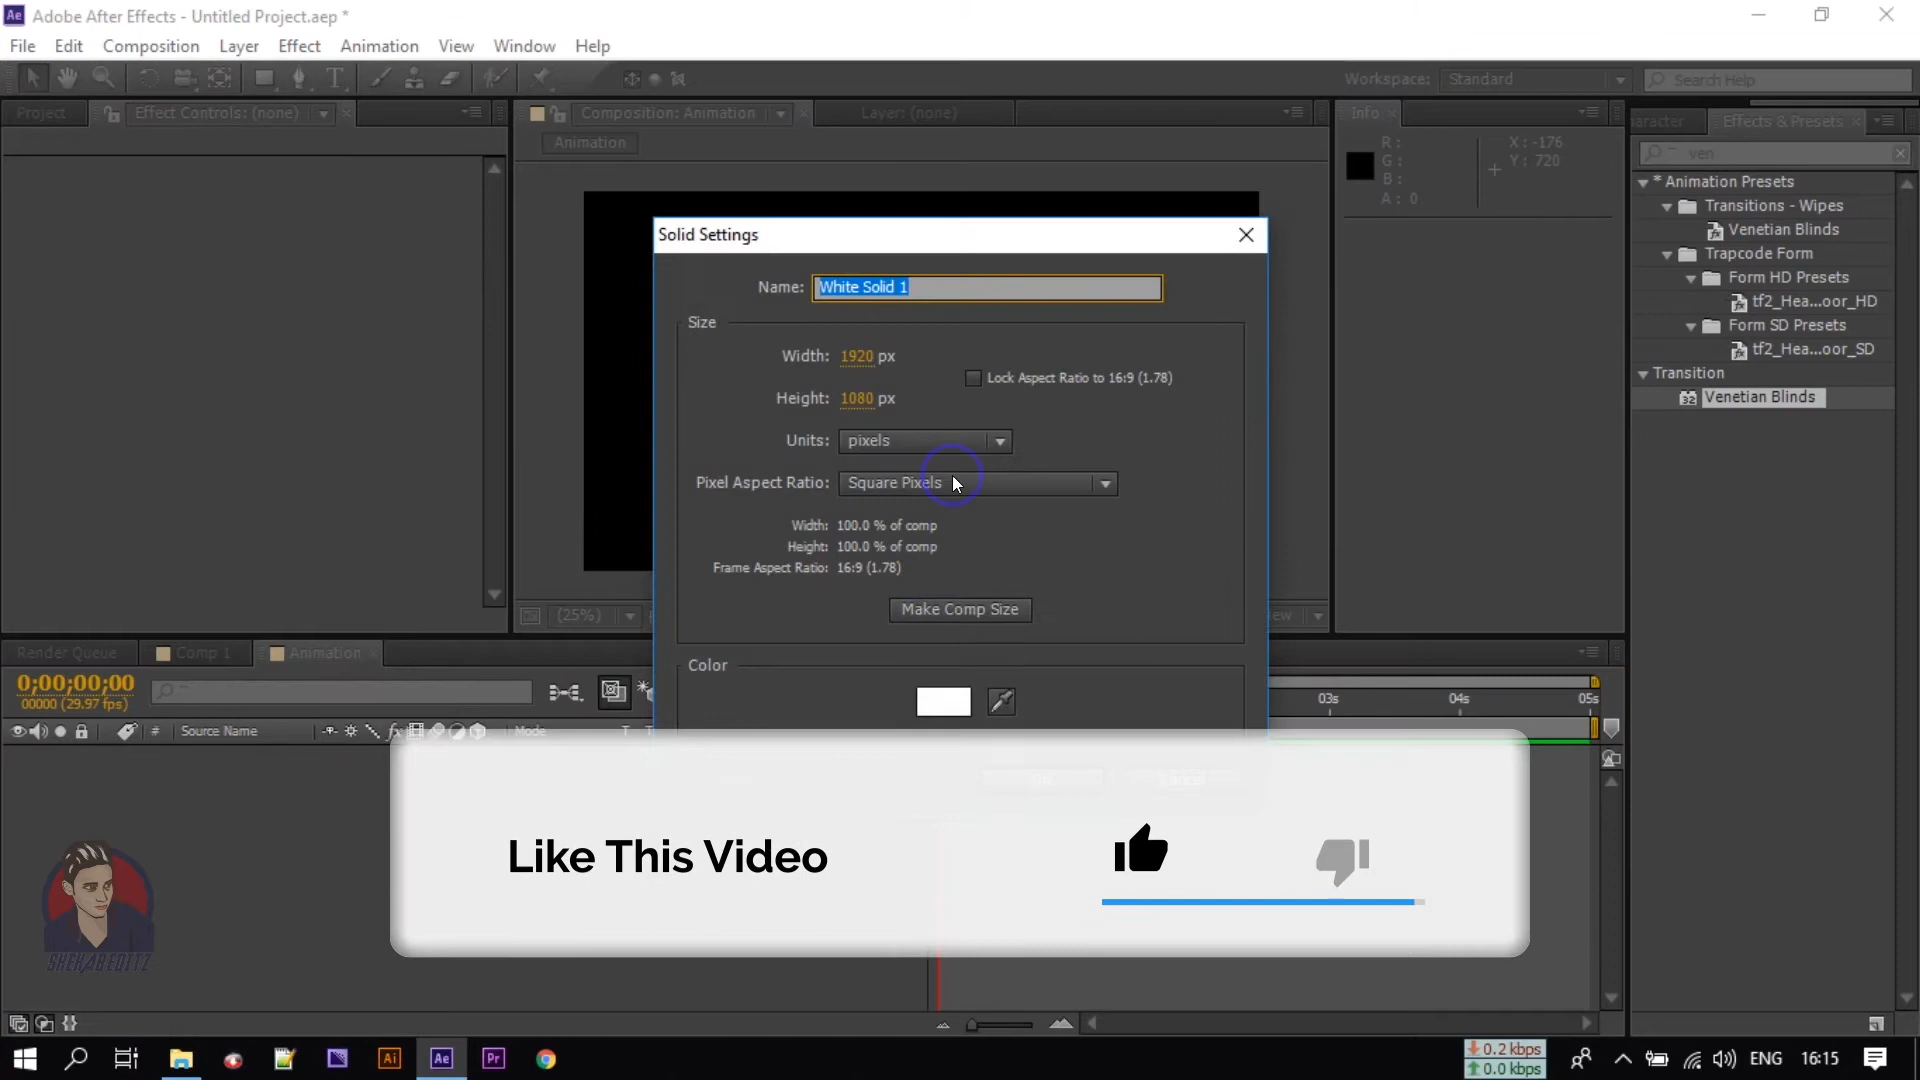 Ae Adobe After Effects - Untitled Project.aep *
File Edit Composition Layer Effect Animation View Window Help
Workspace: Standard Search Help
Project Effect Controls: (none) Composition: Animation Layer: (none) Info Effects & Presets
Animation
R: X: -176
G: Y: 720
B:
A: 0
ven
* Animation Presets
Transitions - Wipes
Venetian Blinds
Trapcode Form
Form HD Presets
tf2_Hea...oor_HD
Form SD Presets
tf2_Hea...oor_SD
Transition
32 Venetian Blinds
Solid Settings
Name: White Solid 1
Size
Width: 1920 px
Lock Aspect Ratio to 16:9 (1.78)
Height: 1080 px
Units: pixels
Pixel Aspect Ratio: Square Pixels
Width: 100.0 % of comp
Height: 100.0 % of comp
Frame Aspect Ratio: 16:9 (1.78)
Make Comp Size
Color
(25%)
Render Queue Comp 1 Animation
0;00;00;00
00000 (29.97 fps)
03s 04s 05s
# Source Name fx Mode T
Like This Video
SHEHABEDITZ
Ai Ae Pr
0.2 kbps
0.0 kbps
ENG 16:15